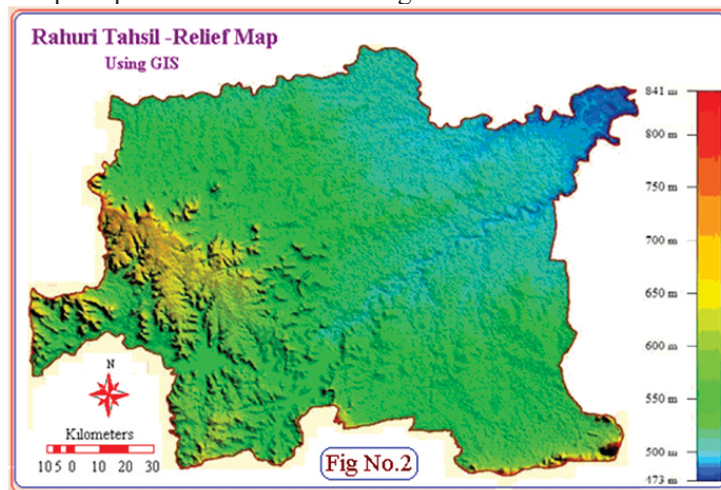 Rahuri Tahsil -Relief Map
Using GIS
841 m
800 m
750 m
700 m
650 m
600 m
550 m
500 m
473 m
N
Kilometers
10 5 0 10 20 30
Fig No.2